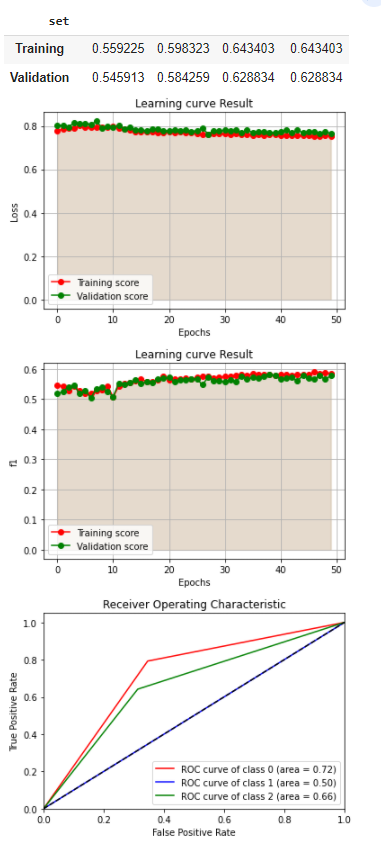 set
Training 0.559225 0.598323 0.643403 0.643403
Validation 0.545913 0.584259 0.628834 0.628834
Learning curve Result
0.8
0.6
0.4
0.2
0.0
Loss
Training score
Validation score
0 10 20 30 40 50
Epochs
Learning curve Result
0.6
0.5
0.4
0.3
0.2
0.1
0.0
f1
Training score
Validation score
0 10 20 30 40 50
Epochs
Receiver Operating Characteristic
1.0
0.8
0.6
0.4
0.2
0.0
True Positive Rate
ROC curve of class 0 (area = 0.72)
ROC curve of class 1 (area = 0.50)
ROC curve of class 2 (area = 0.66)
0.0 0.2 0.4 0.6 0.8 1.0
False Positive Rate